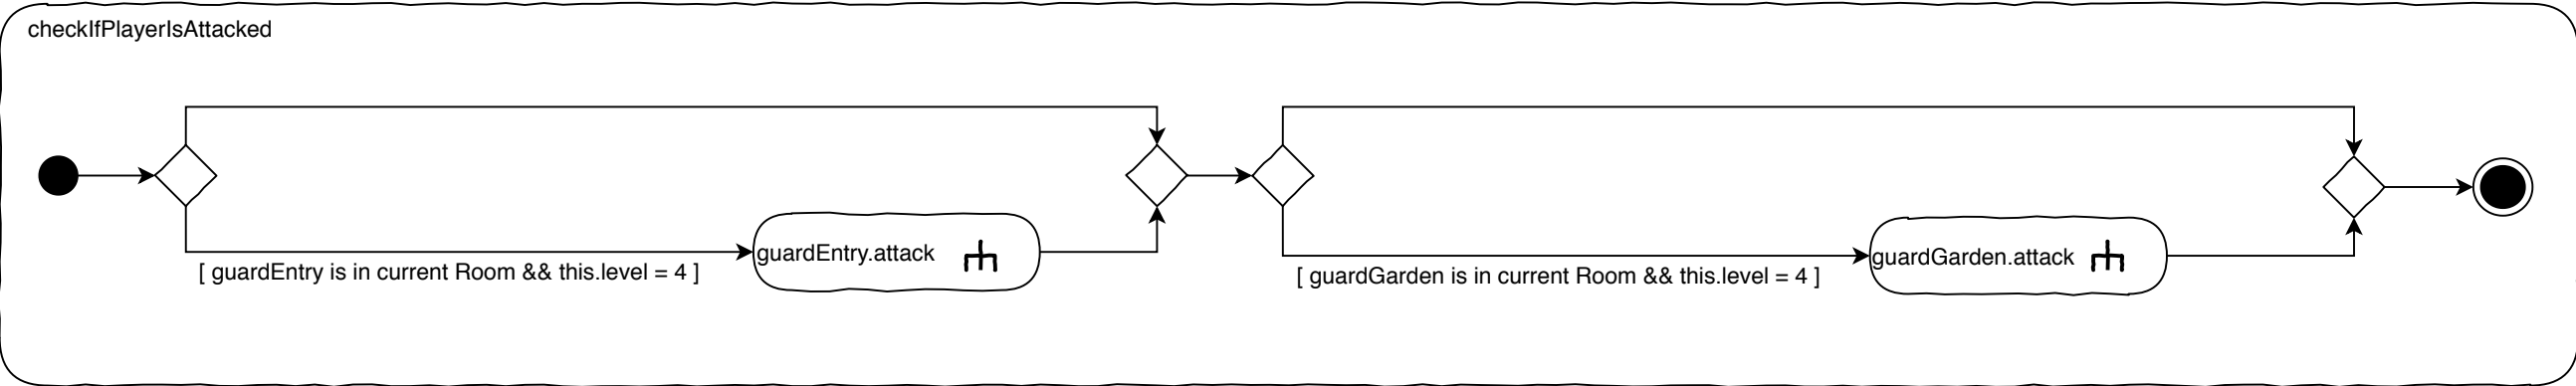 checkIfPlayerIsAttacked
guardEntry.attack
[ guardEntry is in current Room && this.level = 4 ]
guardGarden.attack
[ guardGarden is in current Room && this.level = 4 ]